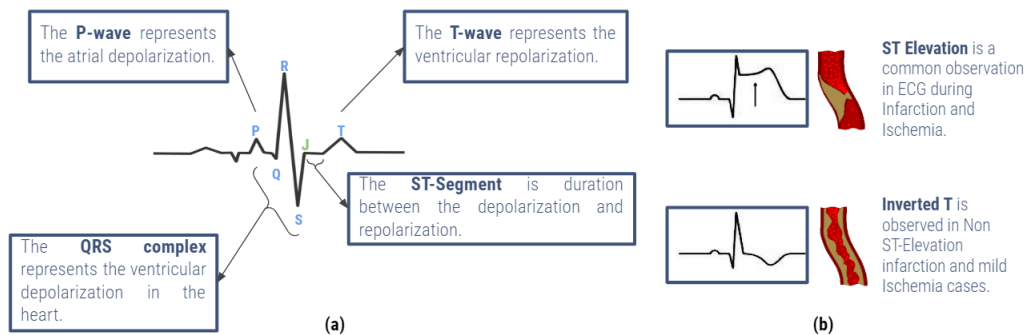 The P-wave represents
the atrial depolarization.
The T-wave represents the
ventricular repolarization.
R
P
J
T
Q
S
The ST-Segment is duration
between the depolarization and
repolarization.
The QRS complex
represents the ventricular
depolarization in the
heart.
(a)
ST Elevation is a
common observation
in ECG during
Infarction and
Ischemia.
Inverted T is
observed in Non
ST-Elevation
infarction and mild
Ischemia cases.
(b)